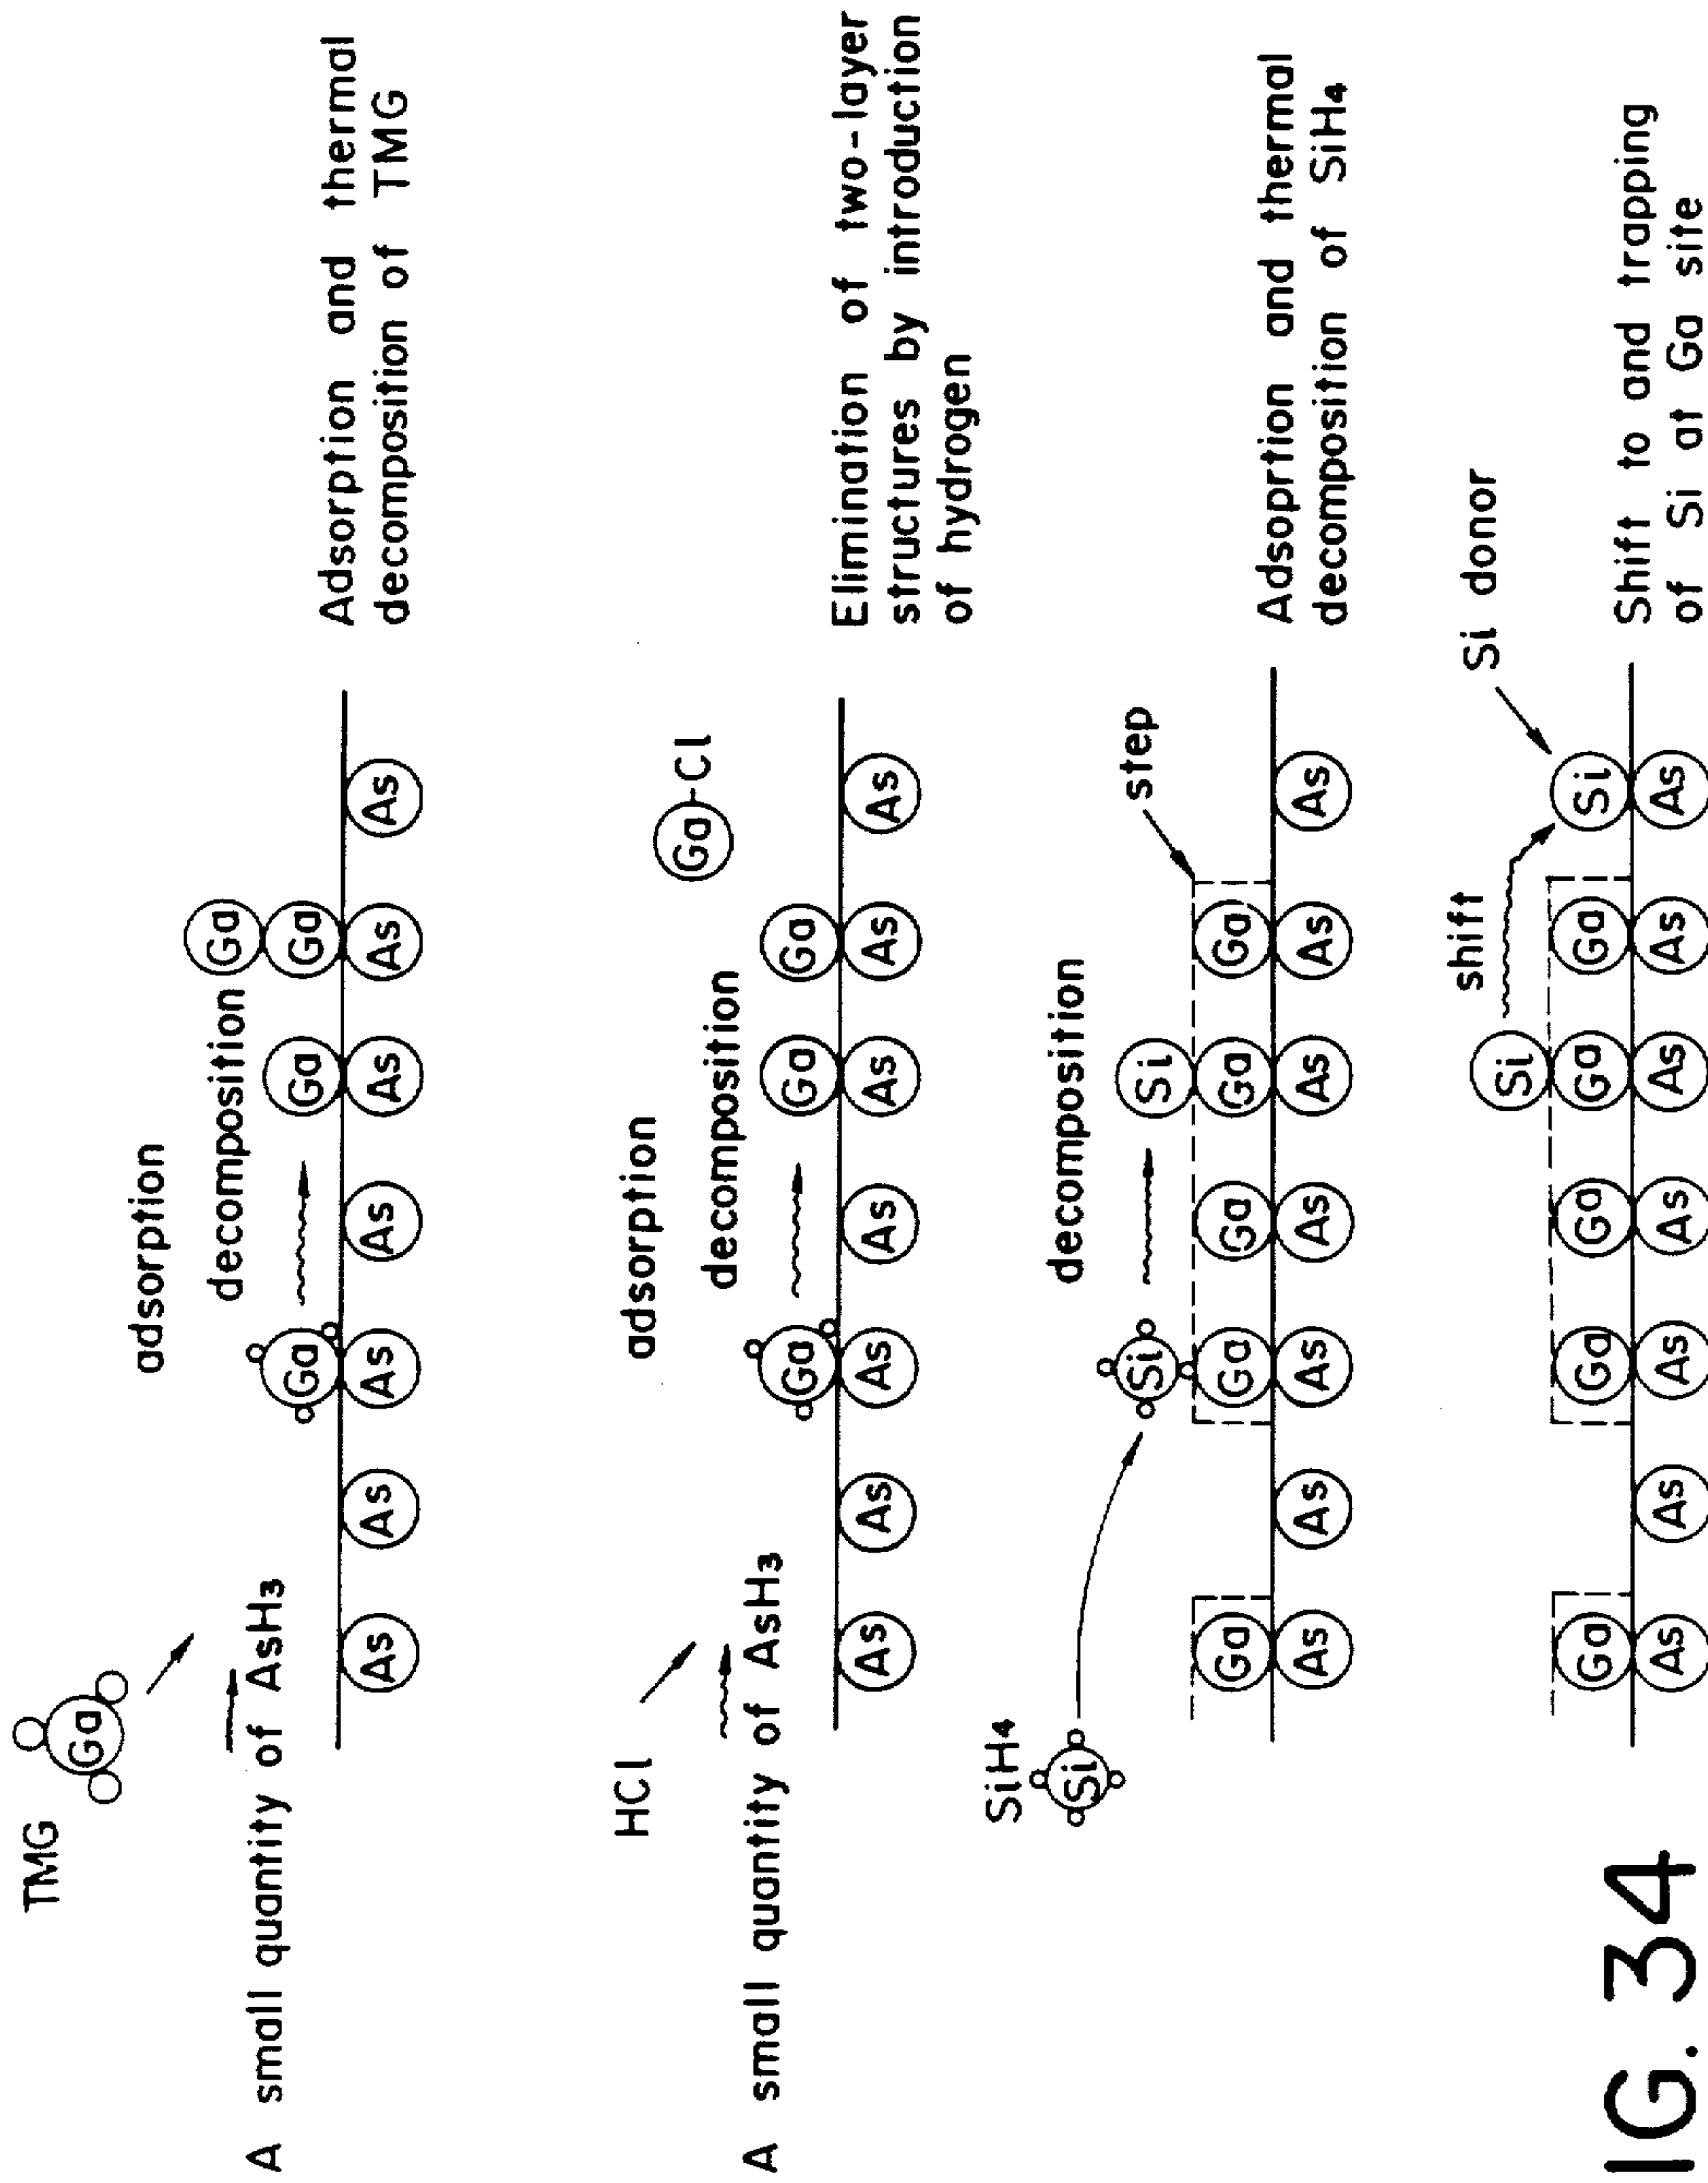 TMG
Ga
A small quantity of AsH₃
adsorption
decomposition
Ga Ga Ga Ga
As As As As As As As
Adsorption and thermal
decomposition of TMG
HCl
A small quantity of AsH₃
adsorption
decomposition
Ga Ga Ga Ga-Cl
As As As As As As As
Elimination of two-layer
structures by introduction
of hydrogen
SiH₄
Si
decomposition
step
Si Si
Ga Ga Ga Ga Ga
As As As As As As As
Adsoprtion and thermal
decomposition of SiH₄
shift
Si donor
Si
Ga Ga Ga Ga Ga Si
As As As As As As As
Shift to and trapping
of Si at Ga site
IG. 34